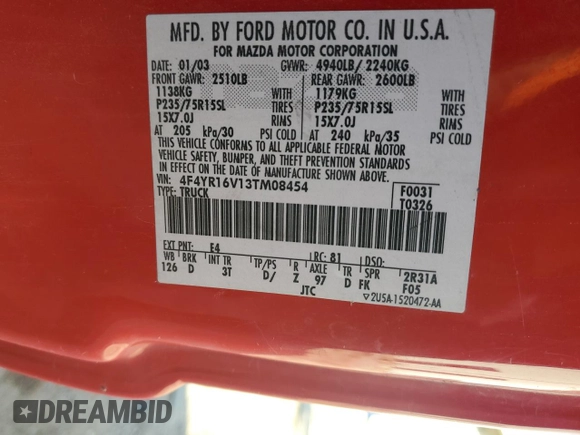 MFD. BY FORD MOTOR CO. IN U.S.A.
FOR MAZDA MOTOR CORPORATION
DATE: 01/03 GVWR: 4940LB/ 2240KG
FRONT GAWR: 2510LB REAR GAWR: 2600LB
1138KG WITH 1179KG WITH
P235/75R15SL TIRES P235/75R15SL TIRES
15X7.0J RIMS 15X7.0J RIMS
AT 205 kPa/30 PSI COLD AT 240 kPa/35 PSI COLD
THIS VEHICLE CONFORMS TO ALL APPLICABLE FEDERAL MOTOR
VEHICLE SAFETY, BUMPER, AND THEFT PREVENTION STANDARDS
IN EFFECT ON THE DATE OF MANUFACTURE SHOWN ABOVE.
VIN: 4F4YR16V13TM08454 F0031
TYPE: TRUCK T0326
EXT PNT: E4 RC: 81 DSO:
WB BRK INT TR TP/PS R AXLE TR SPR 2R31A
126 D 3T D/ Z 97 D FK F05
JTC ▽2U5A-1520472-AA
DREAMBID